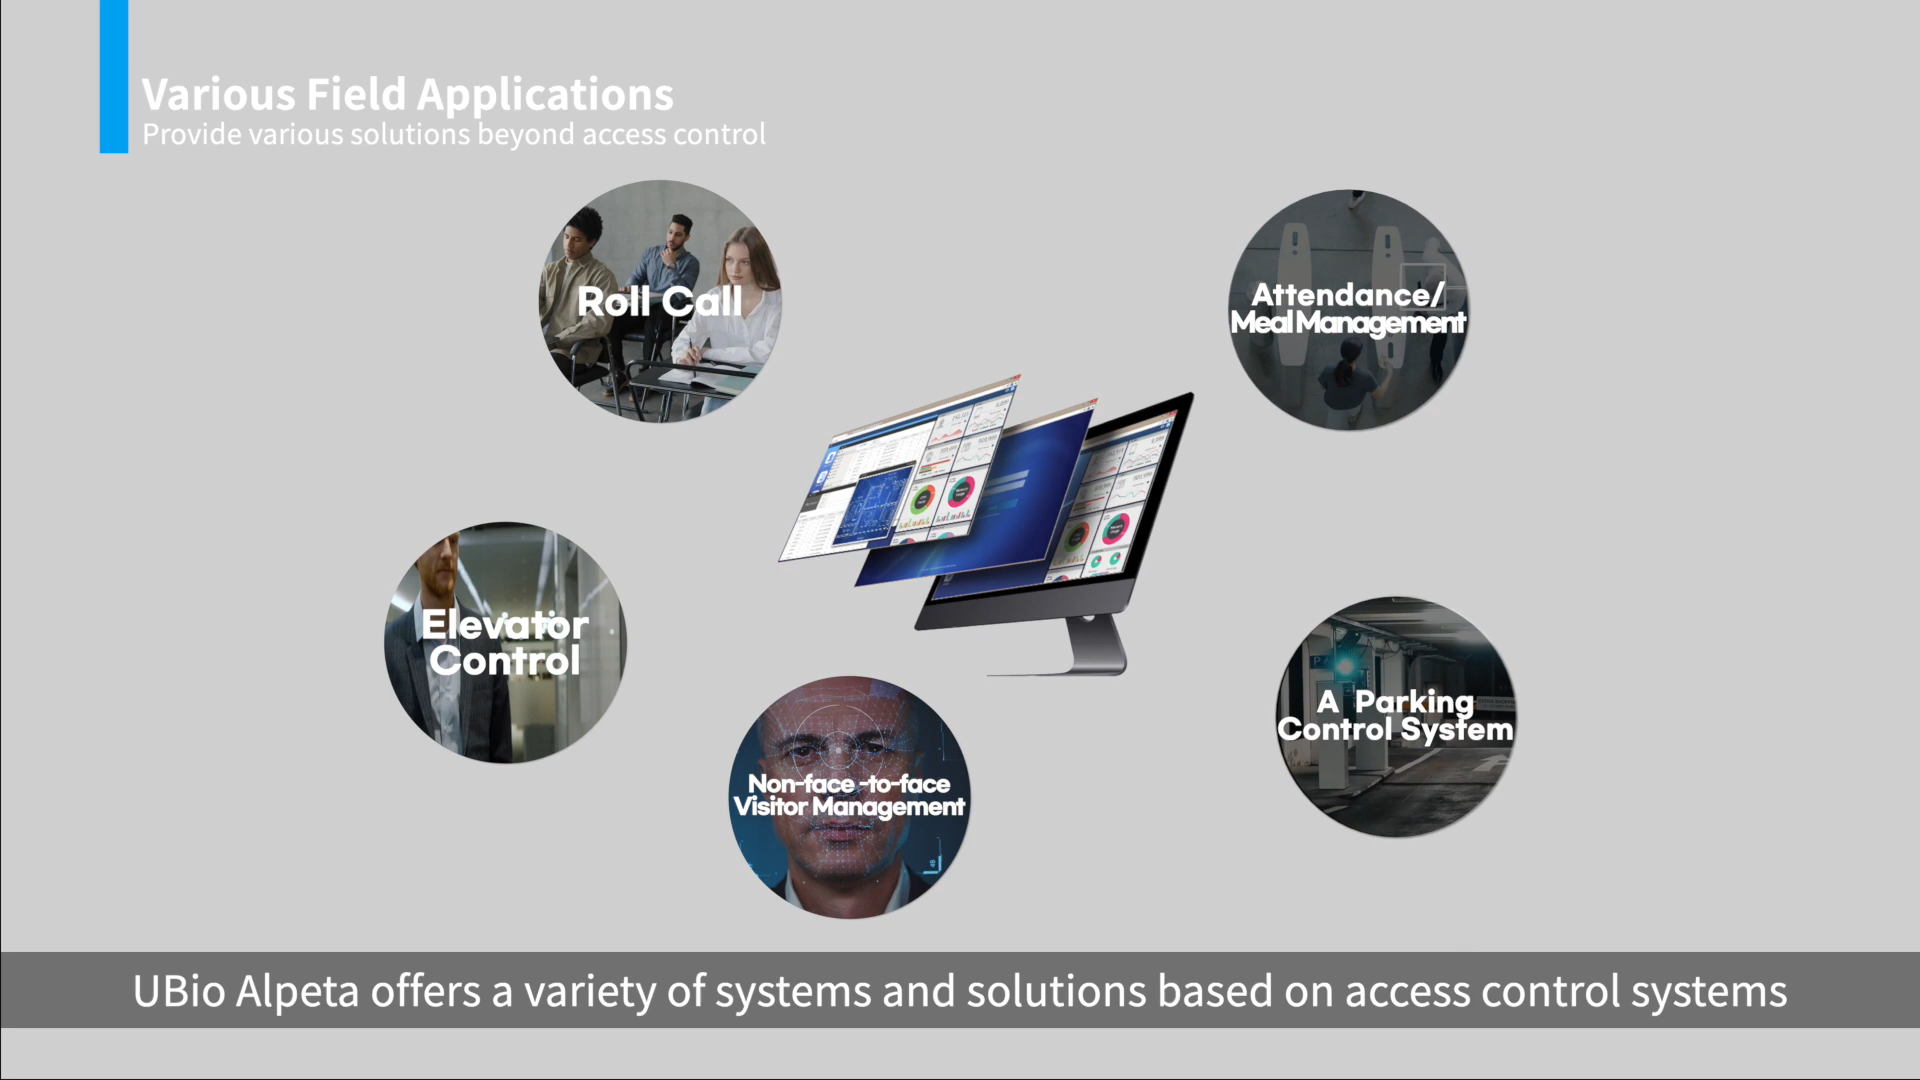 Various Field Applications
Provide various solutions beyond access control
Roll Call
Attendance/
Meal Management
Elevator
Control
A Parking
Control System
Non-face -to-face
Visitor Management
UBio Alpeta offers a variety of systems and solutions based on access control systems